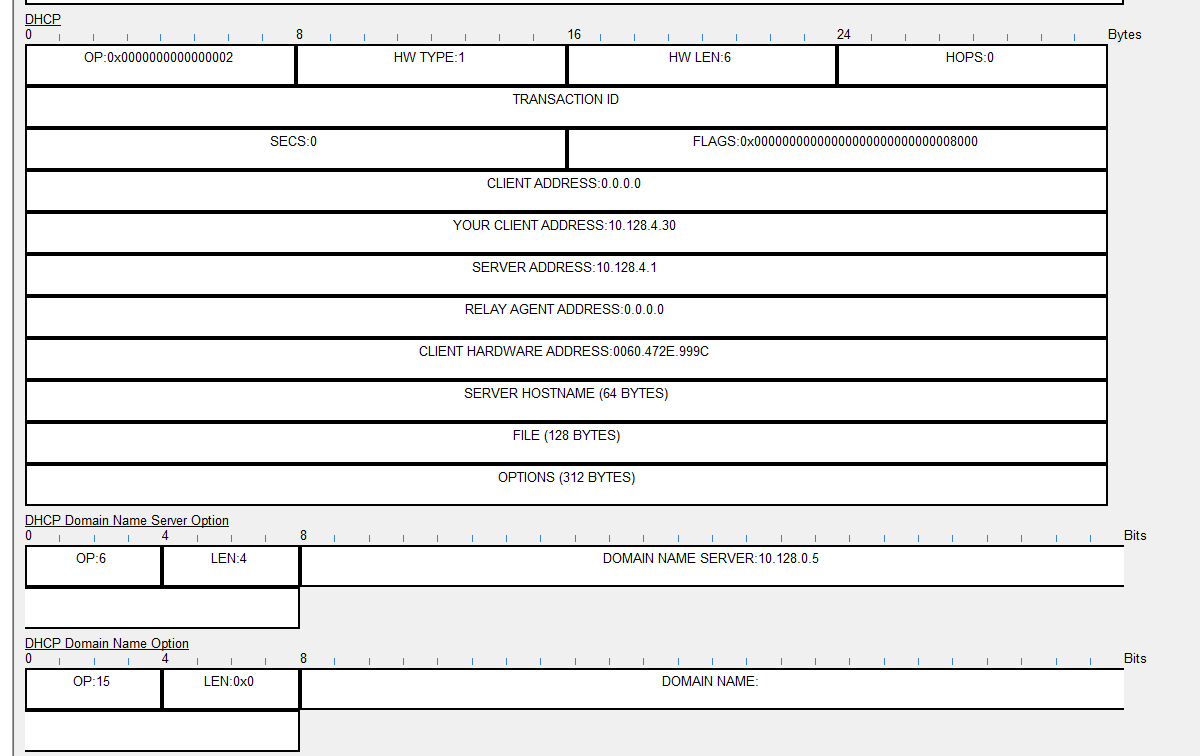 DHCP
0 8 16 24 Bytes
OP:0x0000000000000002 HW TYPE:1 HW LEN:6 HOPS:0
TRANSACTION ID
SECS:0 FLAGS:0x00000000000000000000000000008000
CLIENT ADDRESS:0.0.0.0
YOUR CLIENT ADDRESS:10.128.4.30
SERVER ADDRESS:10.128.4.1
RELAY AGENT ADDRESS:0.0.0.0
CLIENT HARDWARE ADDRESS:0060.472E.999C
SERVER HOSTNAME (64 BYTES)
FILE (128 BYTES)
OPTIONS (312 BYTES)
DHCP Domain Name Server Option
0 4 8 Bits
OP:6 LEN:4 DOMAIN NAME SERVER:10.128.0.5
DHCP Domain Name Option
0 4 8 Bits
OP:15 LEN:0x0 DOMAIN NAME: